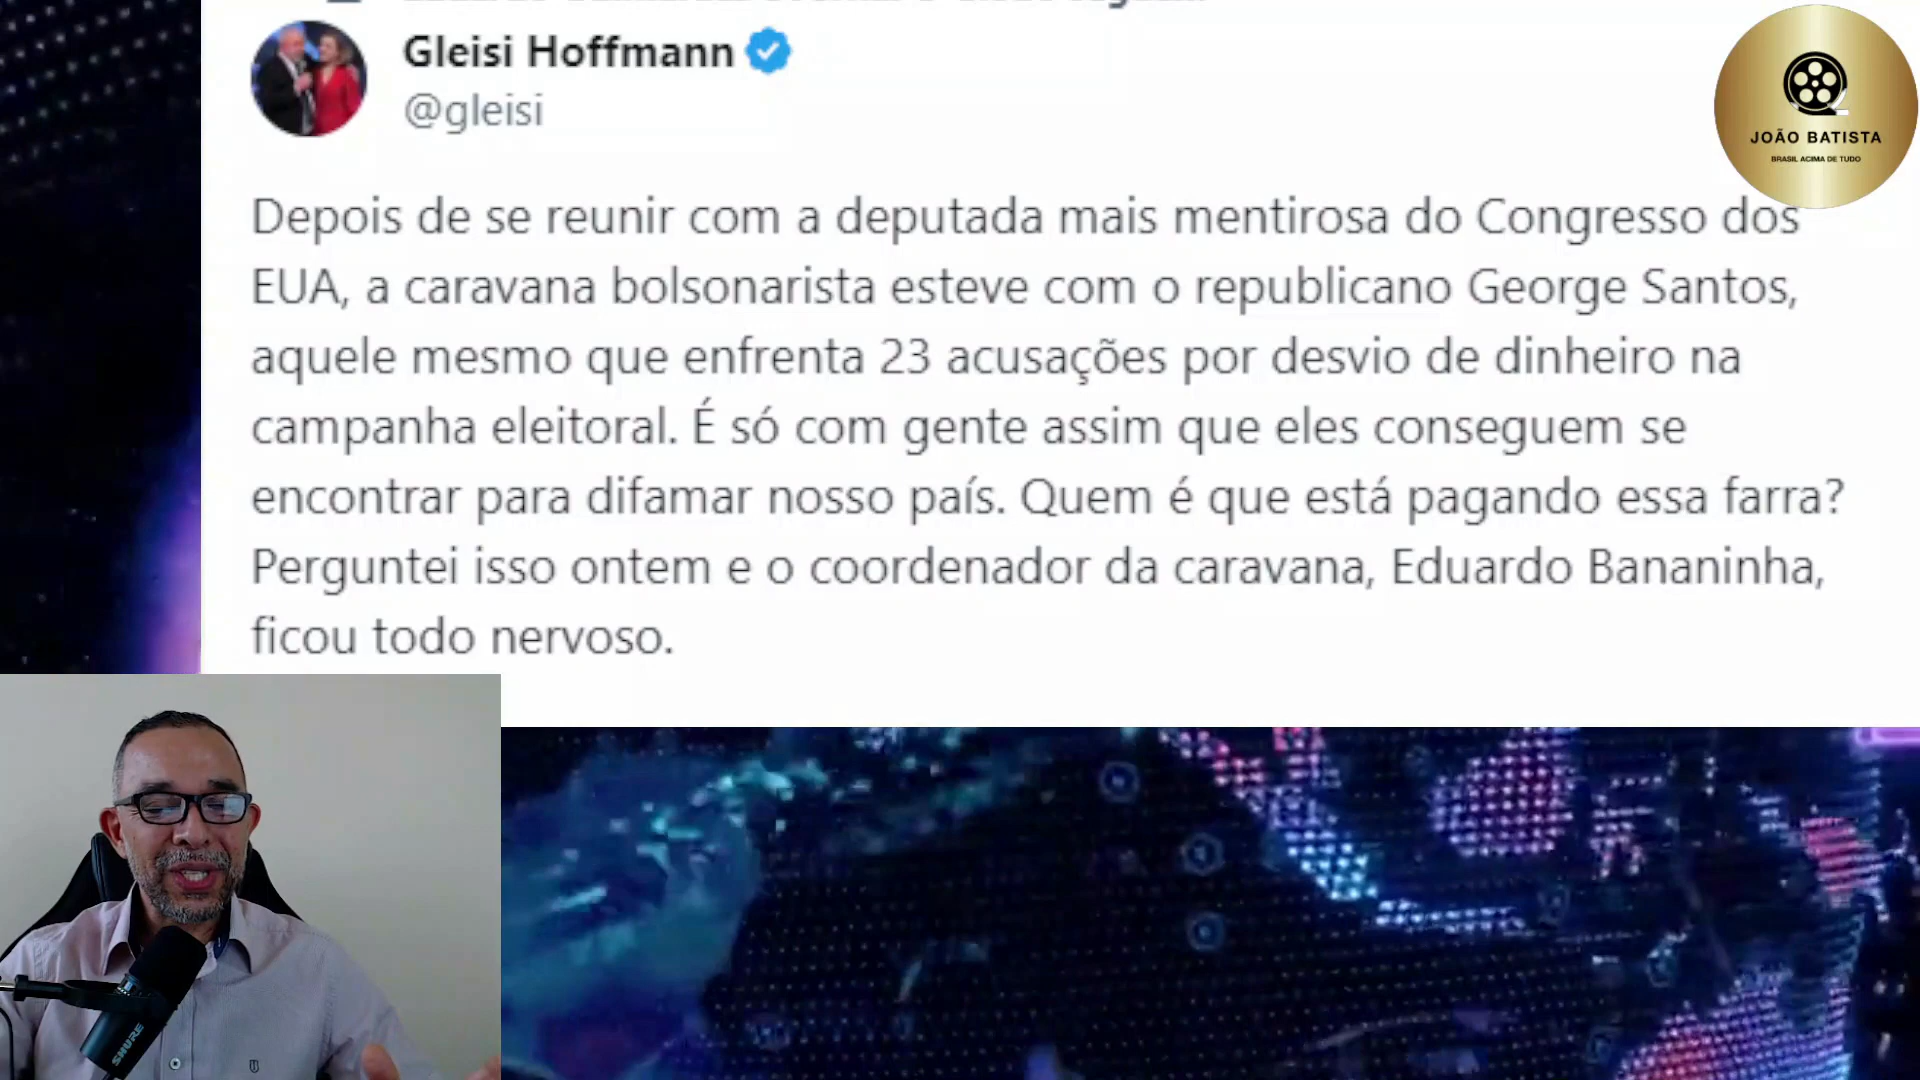 Gleisi Hoffmann
@gleisi
JOÃO BATISTA
BRASIL ACIMA DE TUDO
Depois de se reunir com a deputada mais mentirosa do Congresso dos
EUA, a caravana bolsonarista esteve com o republicano George Santos,
aquele mesmo que enfrenta 23 acusações por desvio de dinheiro na
campanha eleitoral. É só com gente assim que eles conseguem se
encontrar para difamar nosso país. Quem é que está pagando essa farra?
Perguntei isso ontem e o coordenador da caravana, Eduardo Bananinha,
ficou todo nervoso.
SHURE